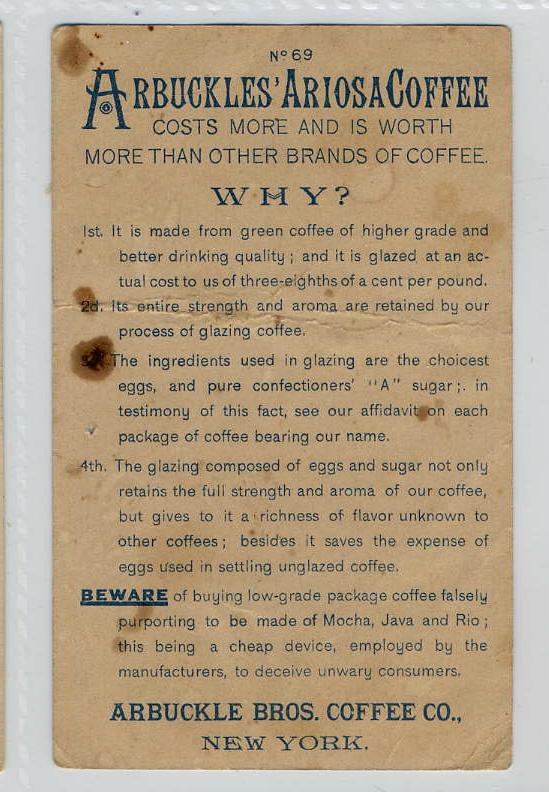 Nº 69
ARBUCKLES' ARIOSA COFFEE
COSTS MORE AND IS WORTH
MORE THAN OTHER BRANDS OF COFFEE.
WHY?
1st. It is made from green coffee of higher grade and
better drinking quality; and it is glazed at an ac-
tual cost to us of three-eighths of a cent per pound.
2d. Its entire strength and aroma are retained by our
process of glazing coffee.
The ingredients used in glazing are the choicest
eggs, and pure confectioners' "A" sugar;. in
testimony of this fact, see our affidavit on each
package of coffee bearing our name.
4th. The glazing composed of eggs and sugar not only
retains the full strength and aroma of our coffee,
but gives to it a richness of flavor unknown to
other coffees; besides it saves the expense of
eggs used in settling unglazed coffee.
BEWARE of buying low-grade package coffee falsely
purporting to be made of Mocha, Java and Rio;
this being a cheap device, employed by the
manufacturers, to deceive unwary consumers.
ARBUCKLE BROS. COFFEE CO.,
NEW YORK.